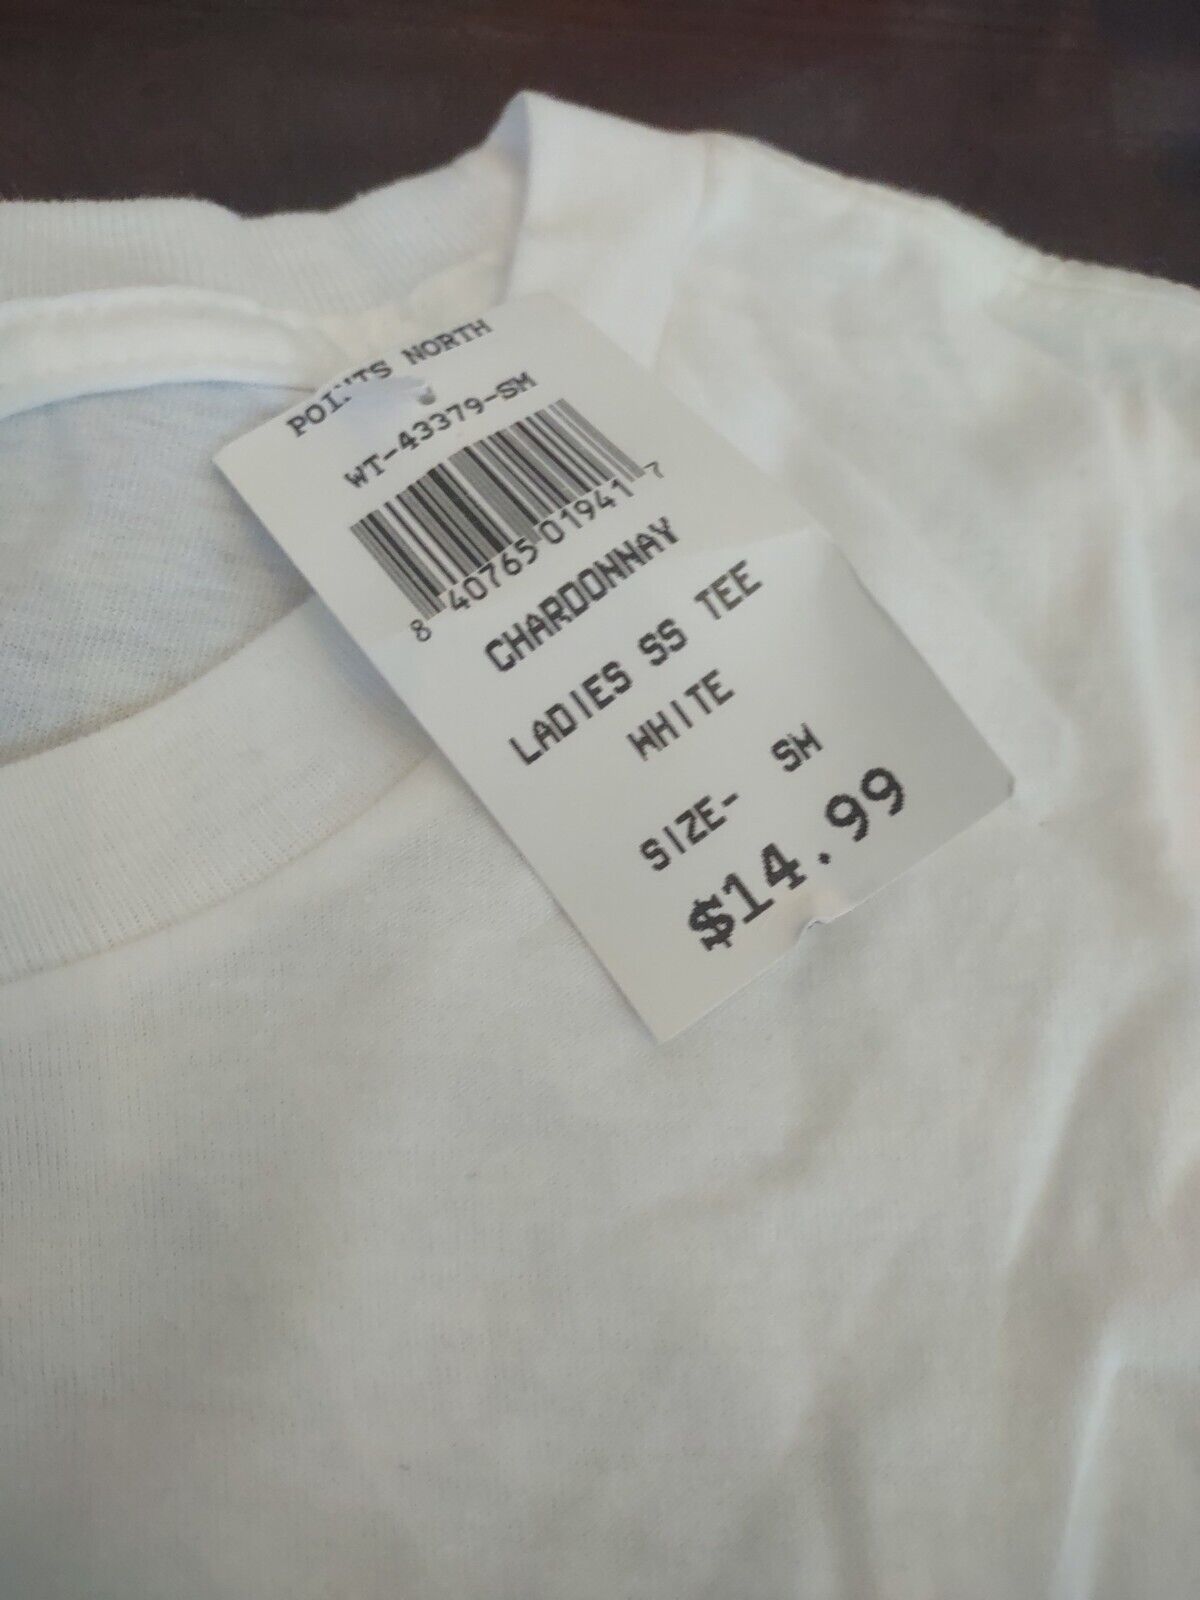 POINTS NORTH
WT-43379-SM
8 40765 01941 7
CHARDONNAY
LADIES SS TEE
WHITE
SIZE- SM
$14.99